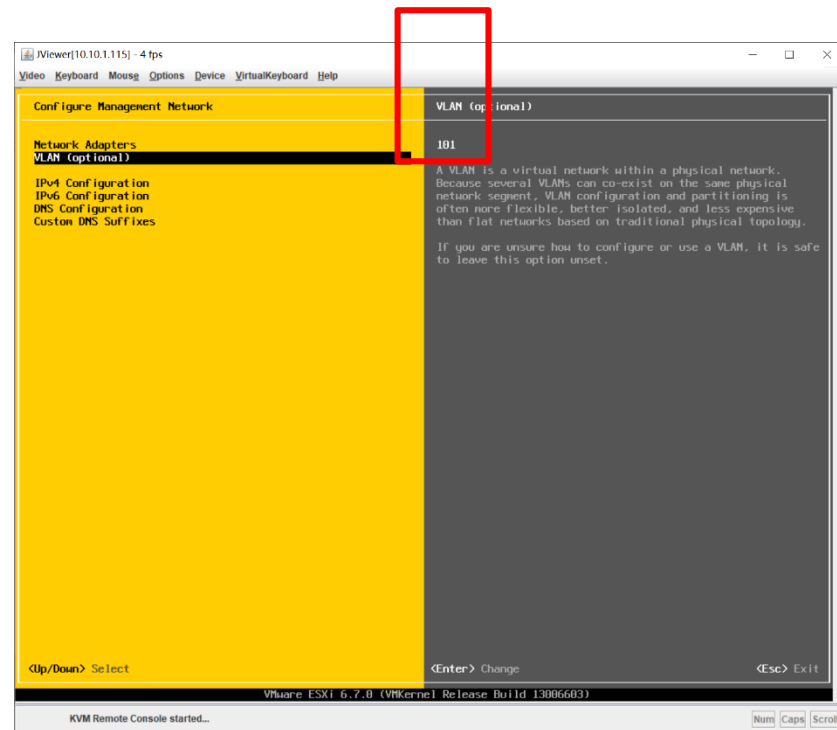 JViewer[10.10.1.115] - 4 fps
Video Keyboard Mouse Options Device VirtualKeyboard Help
Configure Management Network
Network Adapters
VLAN (optional)
IPv4 Configuration
IPv6 Configuration
DNS Configuration
Custom DNS Suffixes
VLAN (optional)
101
A VLAN is a virtual network within a physical network.
Because several VLANs can co-exist on the same physical
network segment, VLAN configuration and partitioning is
often more flexible, better isolated, and less expensive
than flat networks based on traditional physical topology.
If you are unsure how to configure or use a VLAN, it is safe
to leave this option unset.
<Up/Down> Select
<Enter> Change
<Esc> Exit
VMware ESXi 6.7.0 (VMKernel Release Build 13006603)
KVM Remote Console started...
Num Caps Scroll